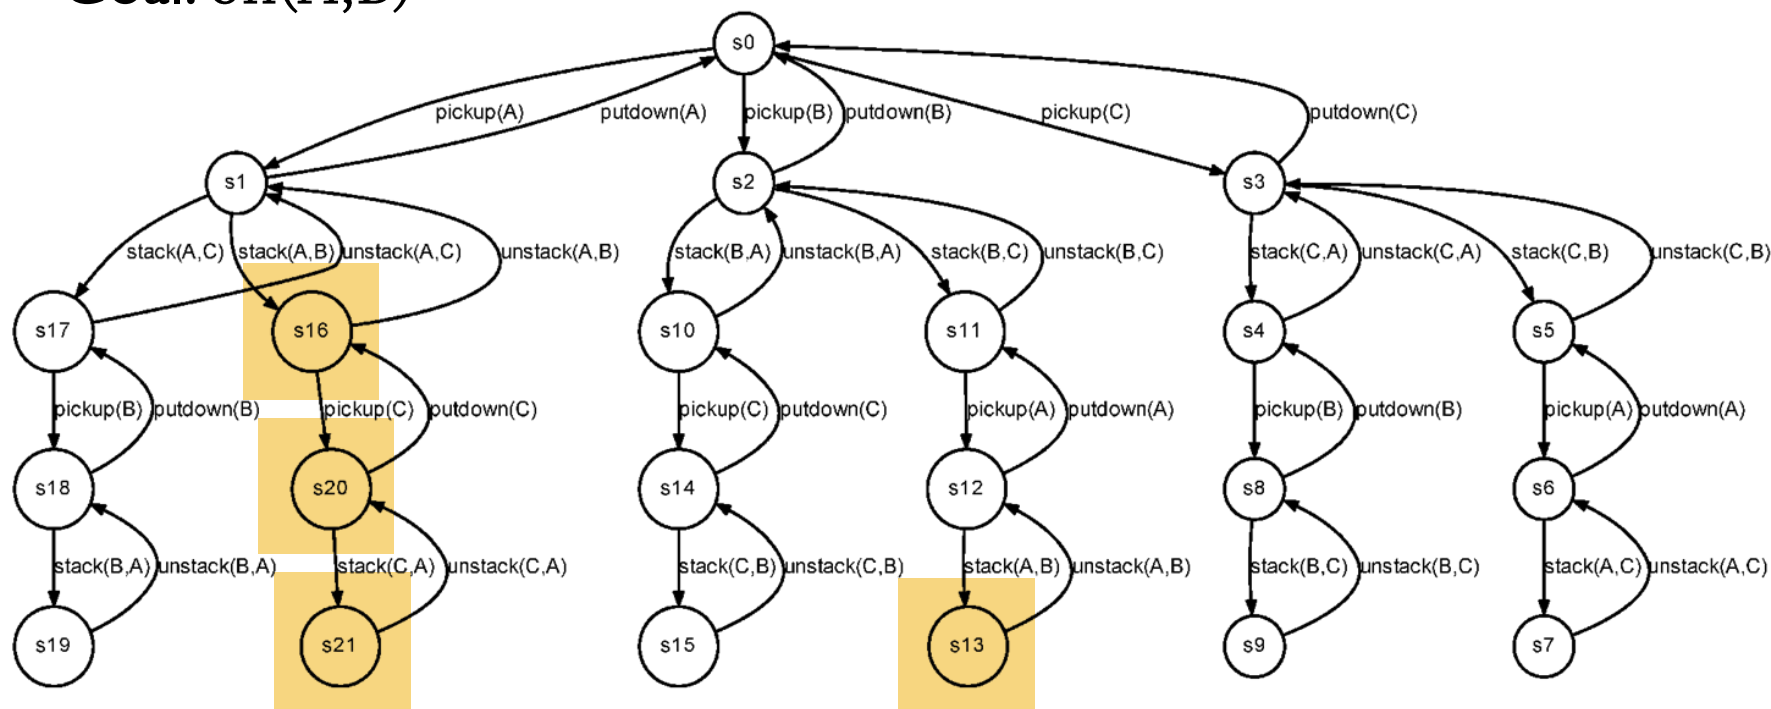 Goal: on(A,B)
s0
pickup(A) putdown(A) pickup(B) putdown(B) pickup(C) putdown(C)
s1 s2 s3
stack(A,C) stack(A,B) unstack(A,C) unstack(A,B) stack(B,A) unstack(B,A) stack(B,C) unstack(B,C) stack(C,A) unstack(C,A) stack(C,B) unstack(C,B)
s17 s16 s10 s11 s4 s5
pickup(B) putdown(B) pickup(C) putdown(C) pickup(C) putdown(C) pickup(A) putdown(A) pickup(B) putdown(B) pickup(A) putdown(A)
s18 s20 s14 s12 s8 s6
stack(B,A) unstack(B,A) stack(C,A) unstack(C,A) stack(C,B) unstack(C,B) stack(A,B) unstack(A,B) stack(B,C) unstack(B,C) stack(A,C) unstack(A,C)
s19 s21 s15 s13 s9 s7